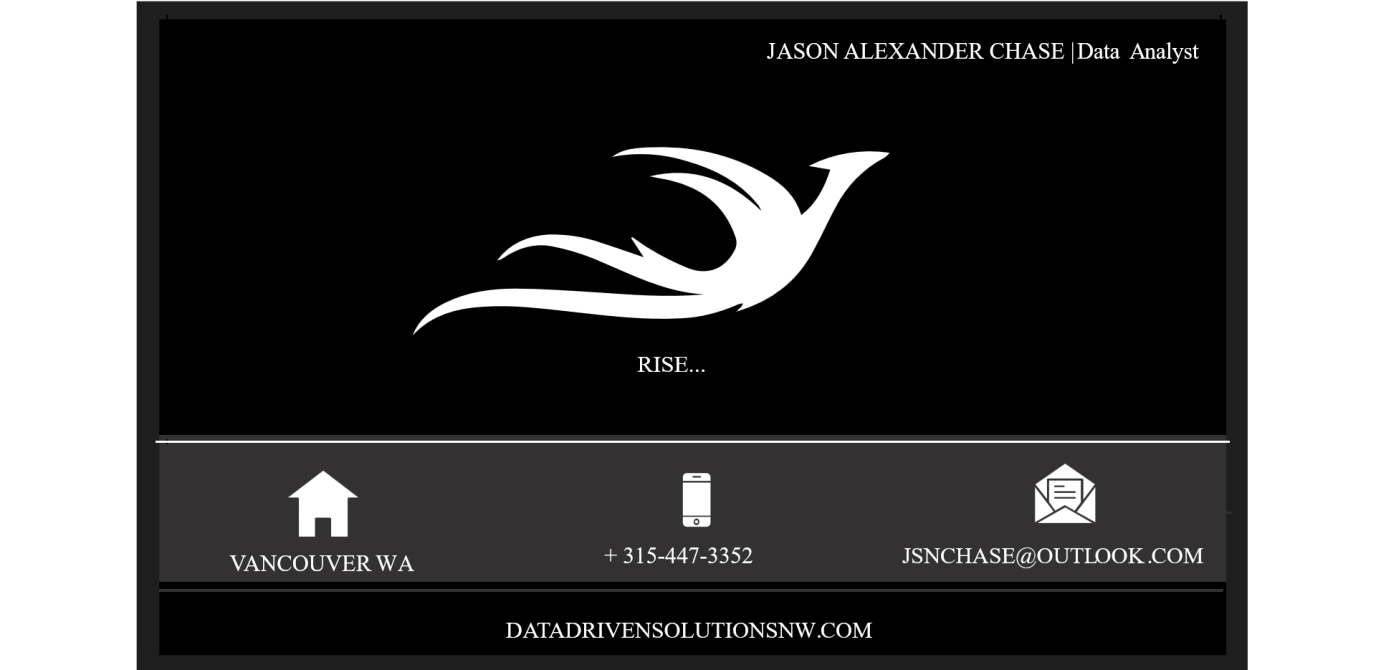 JASON ALEXANDER CHASE |Data Analyst
RISE...
VANCOUVER WA
+ 315-447-3352
JSNCHASE@OUTLOOK.COM
DATADRIVENSOLUTIONSNW.COM